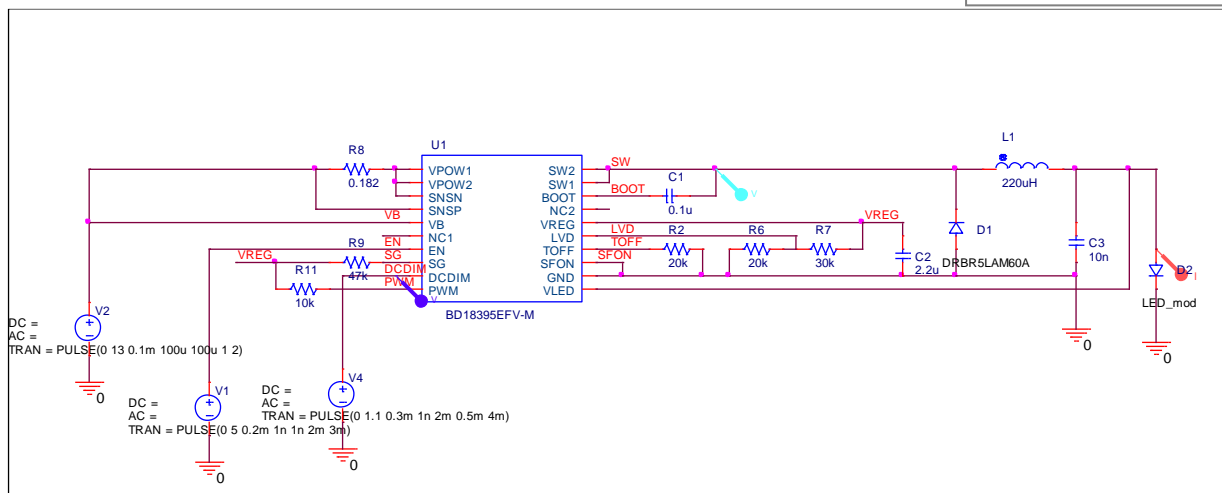 U1
L1
R8
0.182
VPOW1
VPOW2
SNSN
SNSP
VB
NC1
EN
SG
DCDIM
PWM
SW2
SW1
BOOT
NC2
VREG
LVD
TOFF
SFON
GND
VLED
BD18395EFV-M
SW
BOOT
C1
0.1u
V
220uH
VB
EN
SG
DCDIM
PWM
VREG
R9
47k
R11
10k
V
LVD
TOFF
SFON
R2
20k
R6
20k
R7
30k
VREG
C2
2.2u
D1
DRBR5LAM60A
C3
10n
D2
I
LED_mod
0
0
V2
DC =
AC =
TRAN = PULSE(0 13 0.1m 100u 100u 1 2)
0
V1
DC =
AC =
TRAN = PULSE(0 5 0.2m 1n 1n 2m 3m)
0
V4
DC =
AC =
TRAN = PULSE(0 1.1 0.3m 1n 2m 0.5m 4m)
0